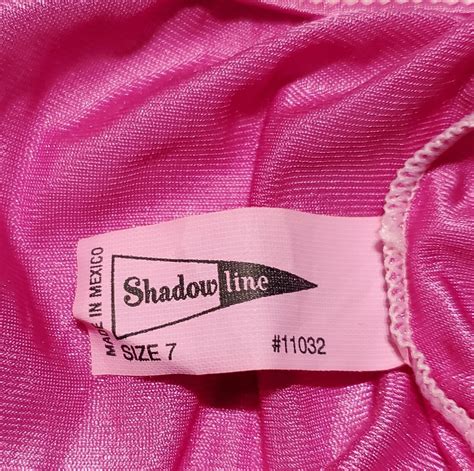 MADE IN MEXICO
Shadowline
SIZE 7 #11032